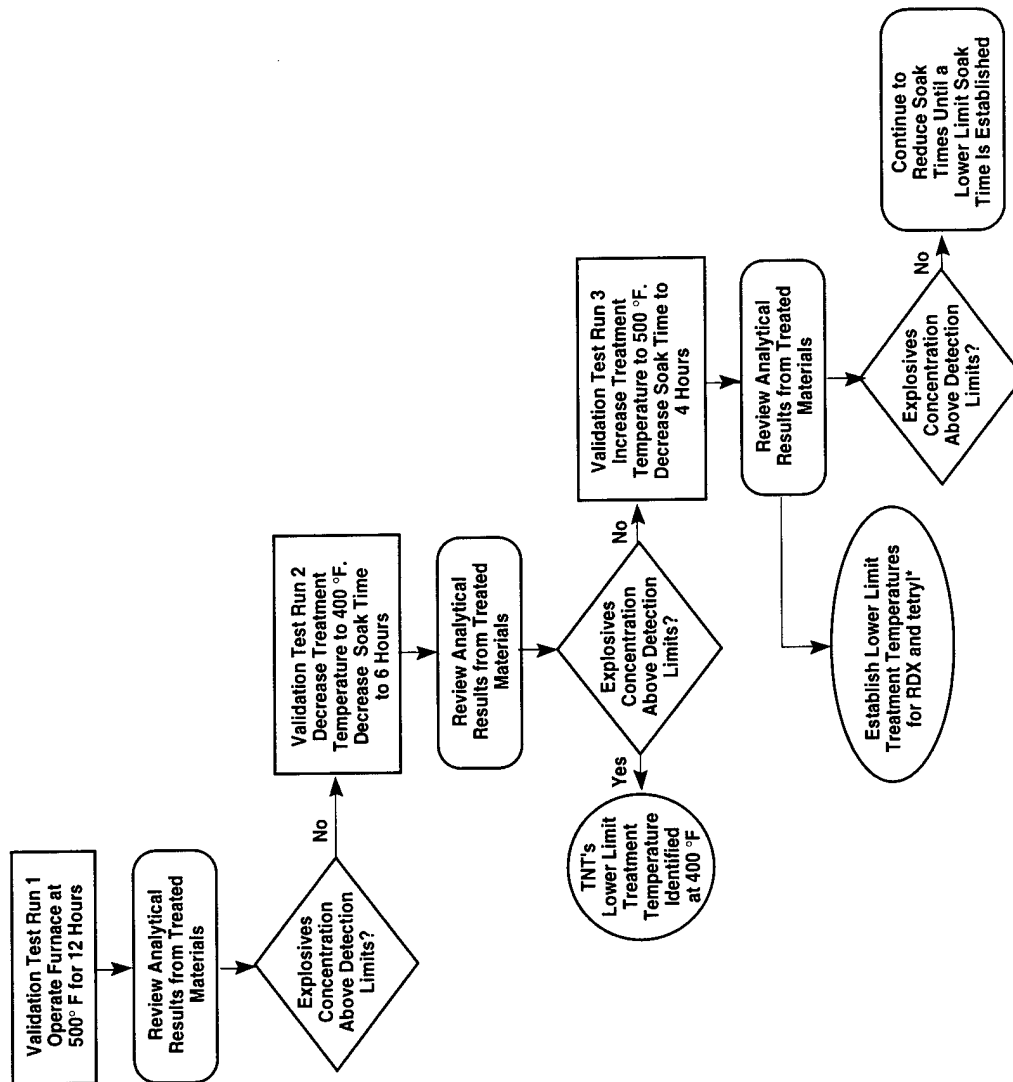 Validation Test Run 1
Operate Furnace at
500° F for 12 Hours
Review Analytical
Results from Treated
Materials
Explosives
Concentration
Above Detection
Limits?
No
Validation Test Run 2
Decrease Treatment
Temperature to 400 °F.
Decrease Soak Time
to 6 Hours
Review Analytical
Results from Treated
Materials
Explosives
Concentration
Above Detection
Limits?
Yes
TNT's
Lower Limit
Treatment
Temperature
Identified
at 400 °F
No
Validation Test Run 3
Increase Treatment
Temperature to 500 °F.
Decrease Soak Time to
4 Hours
Review Analytical
Results from Treated
Materials
Establish Lower Limit
Treatment Temperatures
for RDX and tetryl*
Explosives
Concentration
Above Detection
Limits?
No
Continue to
Reduce Soak
Times Until a
Lower Limit Soak
Time Is Established